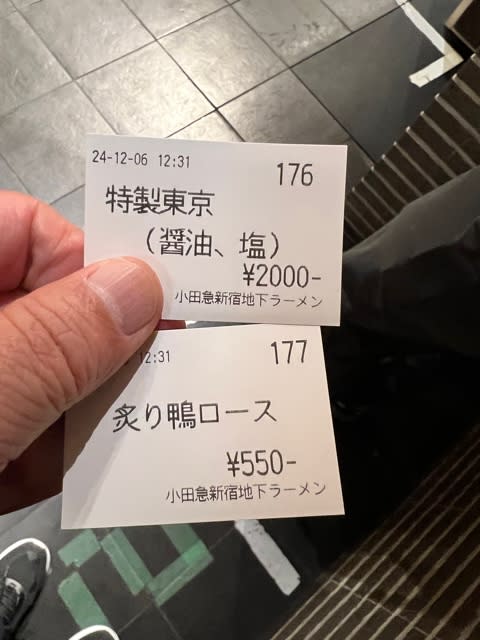 24-12-06 12:31
176
特製東京
(醤油、塩)
¥2000-
小田急新宿地下ラーメン
12:31
177
炙り鴨ロース
¥550-
小田急新宿地下ラーメン